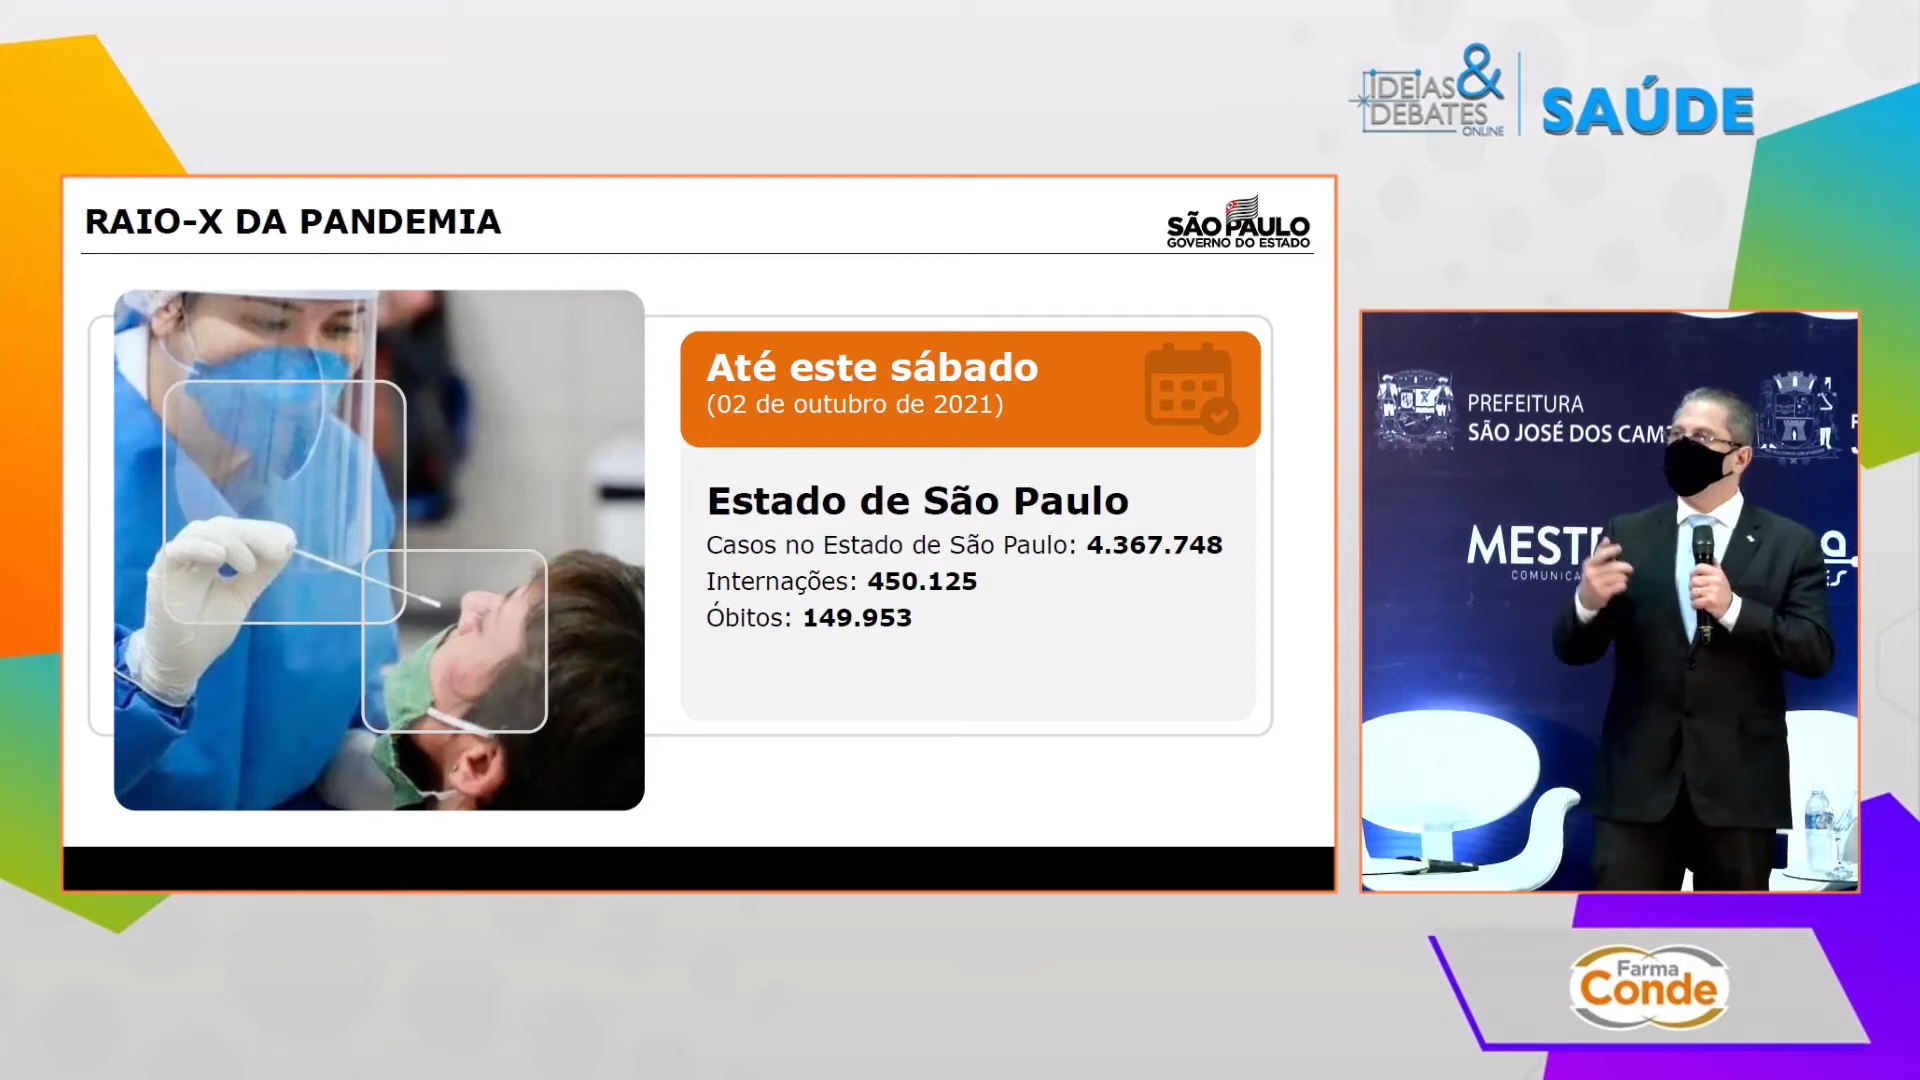 IDEIAS &
DEBATES
ONLINE
SAÚDE
RAIO-X DA PANDEMIA
SÃO PAULO
GOVERNO DO ESTADO
Até este sábado
(02 de outubro de 2021)
Estado de São Paulo
Casos no Estado de São Paulo: 4.367.748
Internações: 450.125
Óbitos: 149.953
PREFEITURA
SÃO JOSÉ DOS CAM
MEST
COMUNICA
Farma
Conde